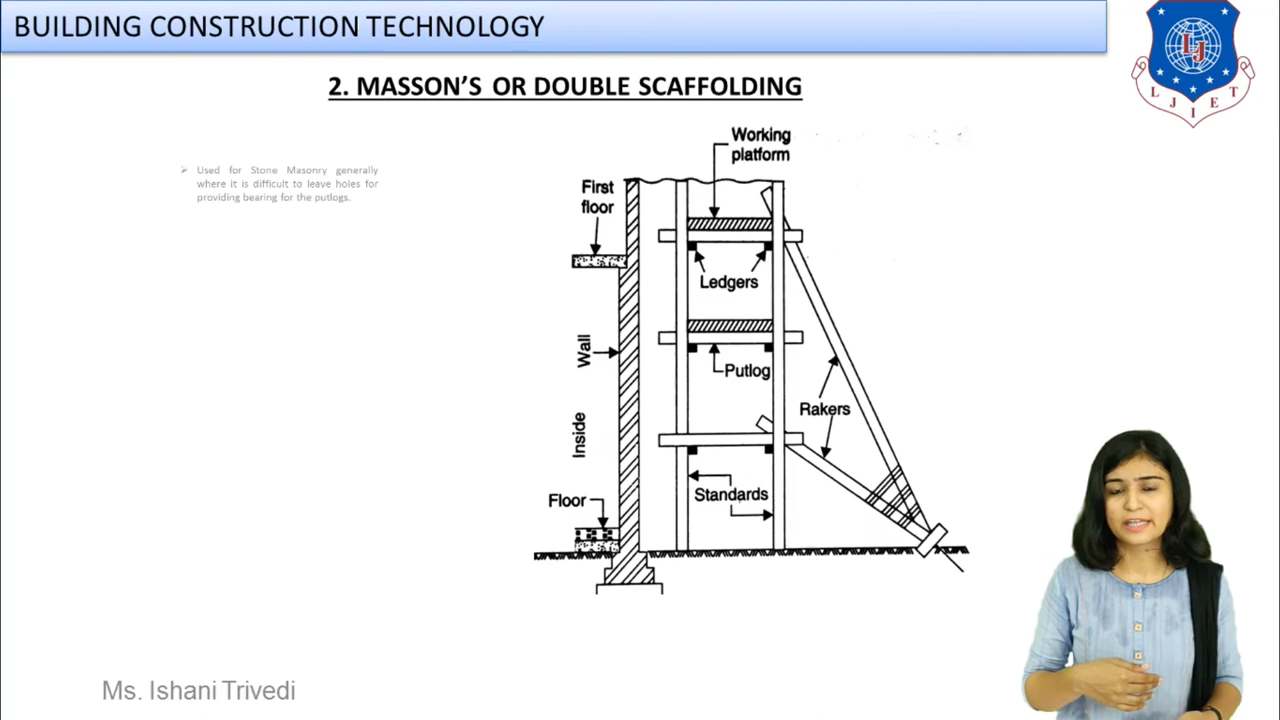 BUILDING CONSTRUCTION TECHNOLOGY
LJIET
2. MASSON’S OR DOUBLE SCAFFOLDING
➢ Used for Stone Masonry generally
where it is difficult to leave holes for
providing bearing for the putlogs.
Working
platform
First
floor
Ledgers
Wall
Putlog
Rakers
Inside
Standards
Floor
Ms. Ishani Trivedi